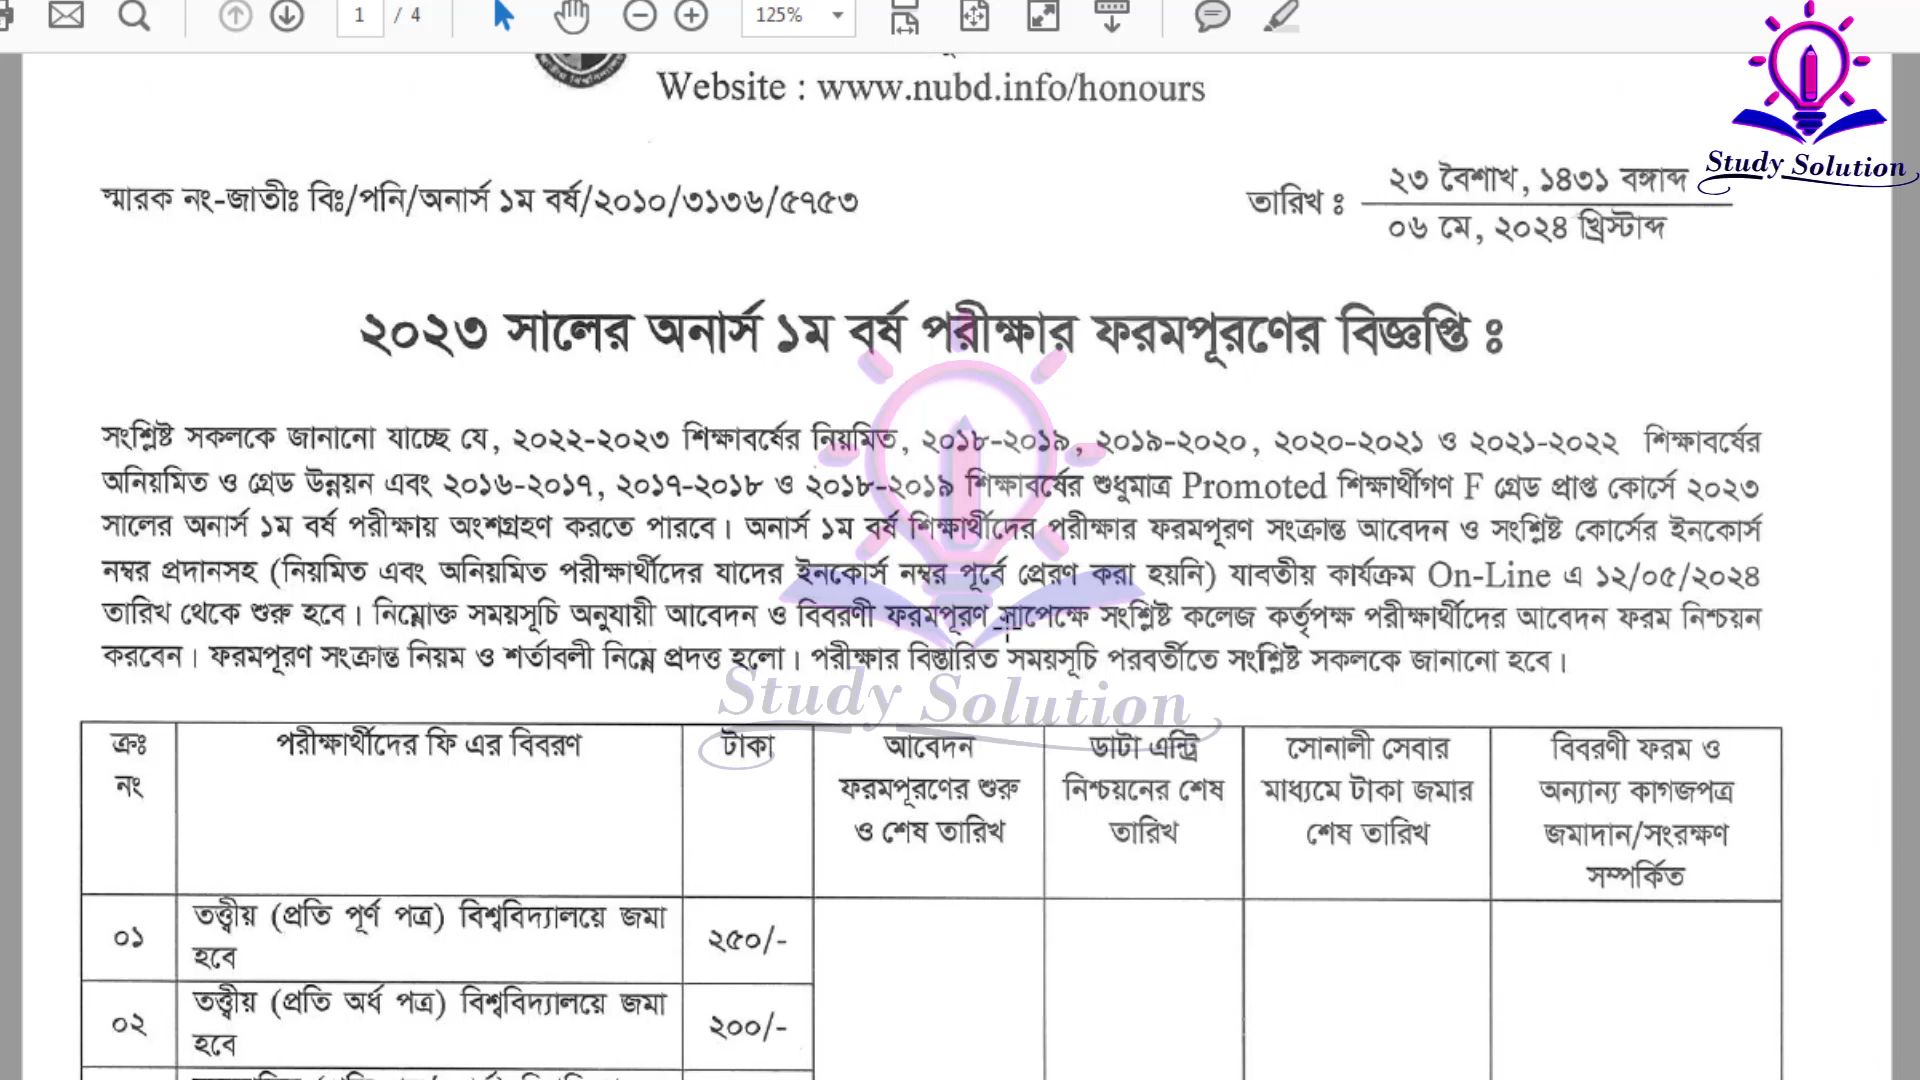 1 / 4
125%
Website : www.nubd.info/honours
Study Solution
স্মারক নং-জাতীঃ বিঃ/পনি/অনার্স ১ম বর্ষ/২০১০/৩১৩৬/৫৭৫৩
তারিখ ঃ
২৩ বৈশাখ, ১৪৩১ বঙ্গাব্দ
০৬ মে, ২০২৪ খ্রিস্টাব্দ
২০২৩ সালের অনার্স ১ম বর্ষ পরীক্ষার ফরমপূরণের বিজ্ঞপ্তি ঃ
সংশ্লিষ্ট সকলকে জানানো যাচ্ছে যে, ২০২২-২০২৩ শিক্ষাবর্ষের নিয়মিত, ২০১৮-২০১৯, ২০১৯-২০২০, ২০২০-২০২১ ও ২০২১-২০২২ শিক্ষাবর্ষের
অনিয়মিত ও গ্রেড উন্নয়ন এবং ২০১৬-২০১৭, ২০১৭-২০১৮ ও ২০১৮-২০১৯ শিক্ষাবর্ষের শুধুমাত্র Promoted শিক্ষার্থীগণ F গ্রেড প্রাপ্ত কোর্সে ২০২৩
সালের অনার্স ১ম বর্ষ পরীক্ষায় অংশগ্রহণ করতে পারবে। অনার্স ১ম বর্ষ শিক্ষার্থীদের পরীক্ষার ফরমপূরণ সংক্রান্ত আবেদন ও সংশ্লিষ্ট কোর্সের ইনকোর্স
নম্বর প্রদানসহ (নিয়মিত এবং অনিয়মিত পরীক্ষার্থীদের যাদের ইনকোর্স নম্বর পূর্বে প্রেরণ করা হয়নি) যাবতীয় কার্যক্রম On-Line এ ১২/০৫/২০২৪
তারিখ থেকে শুরু হবে। নিম্নোক্ত সময়সূচি অনুযায়ী আবেদন ও বিবরণী ফরমপূরণ সাপেক্ষে সংশ্লিষ্ট কলেজ কর্তৃপক্ষ পরীক্ষার্থীদের আবেদন ফরম নিশ্চয়ন
করবেন। ফরমপূরণ সংক্রান্ত নিয়ম ও শর্তাবলী নিম্নে প্রদত্ত হলো। পরীক্ষার বিস্তারিত সময়সূচি পরবর্তীতে সংশ্লিষ্ট সকলকে জানানো হবে।
Study Solution
ক্রঃ
নং
পরীক্ষার্থীদের ফি এর বিবরণ
টাকা
আবেদন
ফরমপূরণের শুরু
ও শেষ তারিখ
ডাটা এন্ট্রি
নিশ্চয়নের শেষ
তারিখ
সোনালী সেবার
মাধ্যমে টাকা জমার
শেষ তারিখ
বিবরণী ফরম ও
অন্যান্য কাগজপত্র
জমাদান/সংরক্ষণ
সম্পর্কিত
০১
তত্ত্বীয় (প্রতি পূর্ণ পত্র) বিশ্ববিদ্যালয়ে জমা
হবে
২৫০/-
০২
তত্ত্বীয় (প্রতি অর্ধ পত্র) বিশ্ববিদ্যালয়ে জমা
হবে
২০০/-